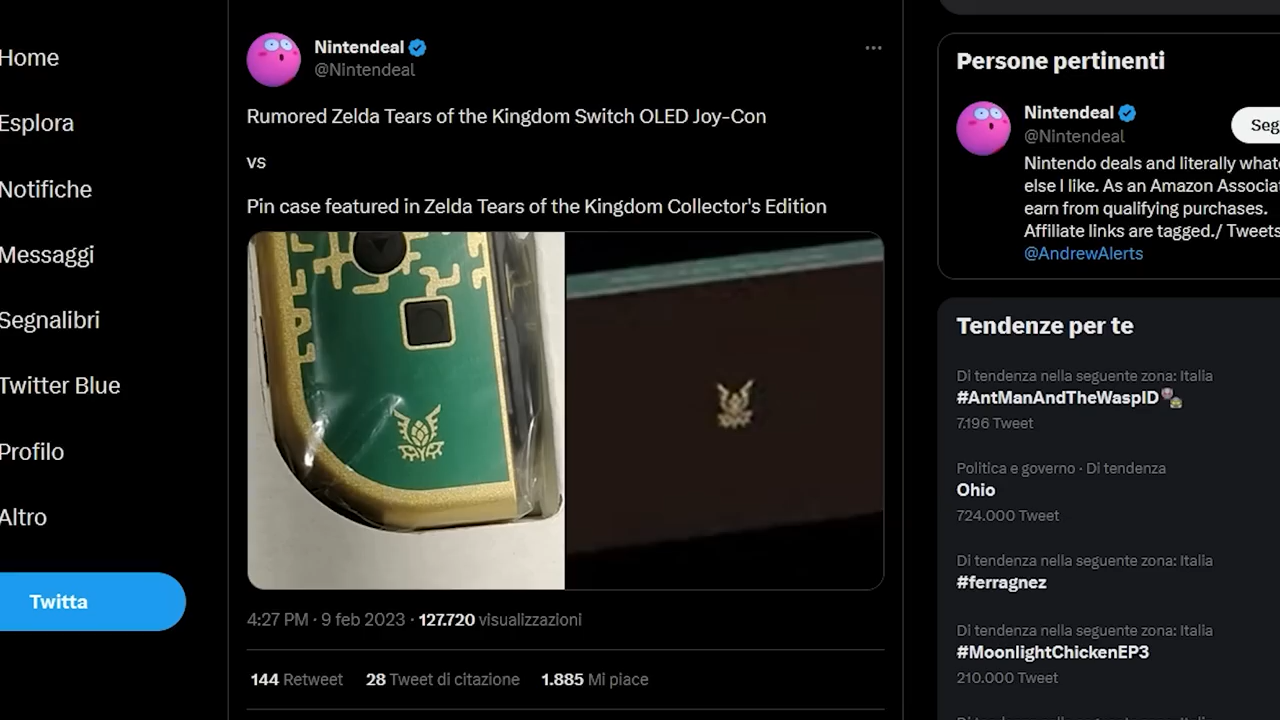 Home
Esplora
Notifiche
Messaggi
Segnalibri
Twitter Blue
Profilo
Altro
Twitta
Nintendeal
@Nintendeal
Rumored Zelda Tears of the Kingdom Switch OLED Joy-Con
vs
Pin case featured in Zelda Tears of the Kingdom Collector's Edition
4:27 PM · 9 feb 2023 · 127.720 visualizzazioni
144 Retweet 28 Tweet di citazione 1.885 Mi piace
Persone pertinenti
Nintendeal
@Nintendeal
Seg
Nintendo deals and literally what
else I like. As an Amazon Associa
earn from qualifying purchases.
Affiliate links are tagged./ Tweets
@AndrewAlerts
Tendenze per te
Di tendenza nella seguente zona: Italia
#AntManAndTheWaspID
7.196 Tweet
Politica e governo · Di tendenza
Ohio
724.000 Tweet
Di tendenza nella seguente zona: Italia
#ferragnez
Di tendenza nella seguente zona: Italia
#MoonlightChickenEP3
210.000 Tweet